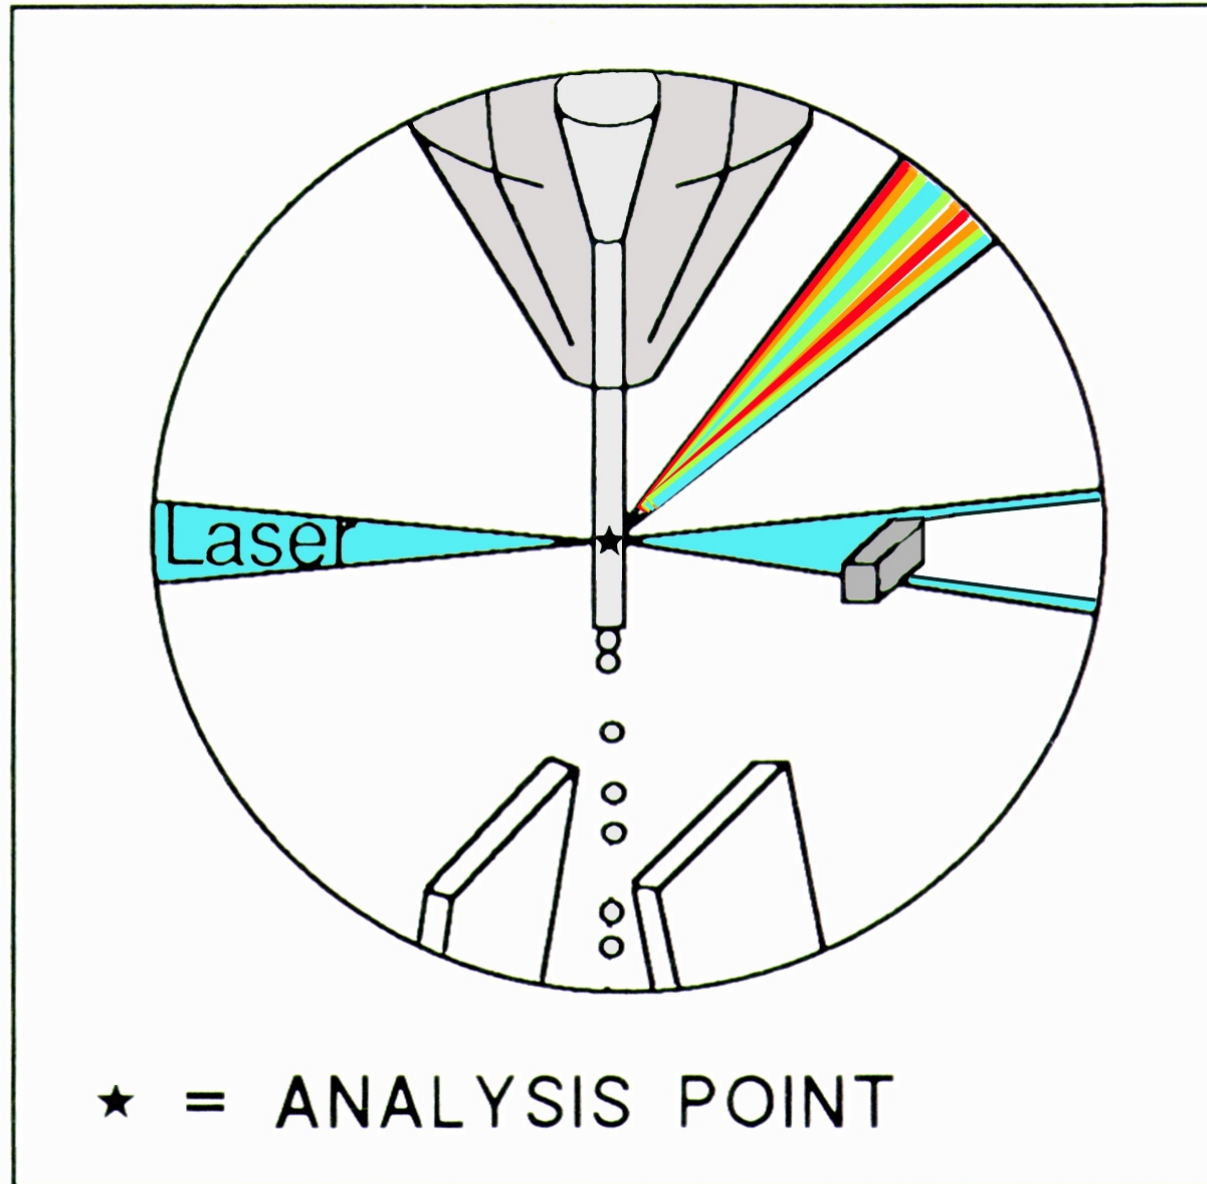 Laser
★ = ANALYSIS POINT